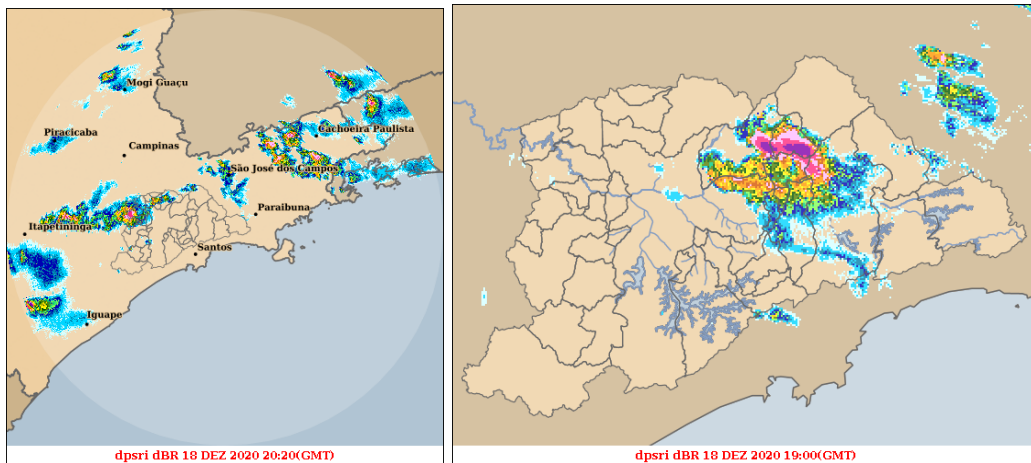 Mogi Guaçu
Piracicaba
Cachoeira Paulista
Campinas
São José dos Campos
Paraibuna
Itapetininga
Santos
Iguape
dpsri dBR 18 DEZ 2020 20:20(GMT)
dpsri dBR 18 DEZ 2020 19:00(GMT)